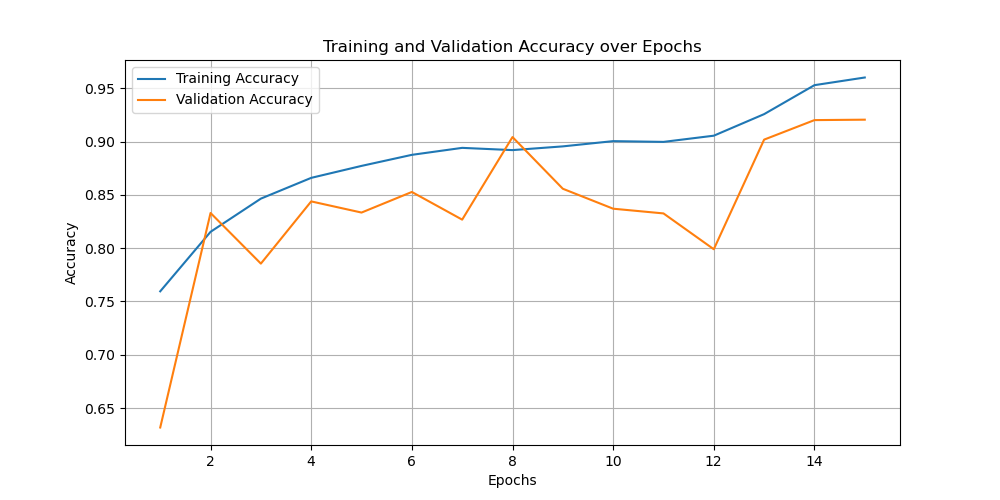 Training and Validation Accuracy over Epochs
Training Accuracy
Validation Accuracy
Accuracy
0.95
0.90
0.85
0.80
0.75
0.70
0.65
2 4 6 8 10 12 14
Epochs